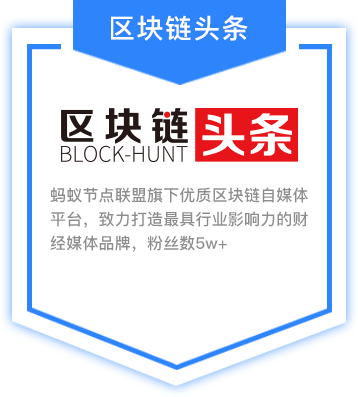 区块链头条
区块链头条
BLOCK-HUNT
蚂蚁节点联盟旗下优质区块链自媒体
平台，致力打造最具行业影响力的财
经媒体品牌，粉丝数5w+